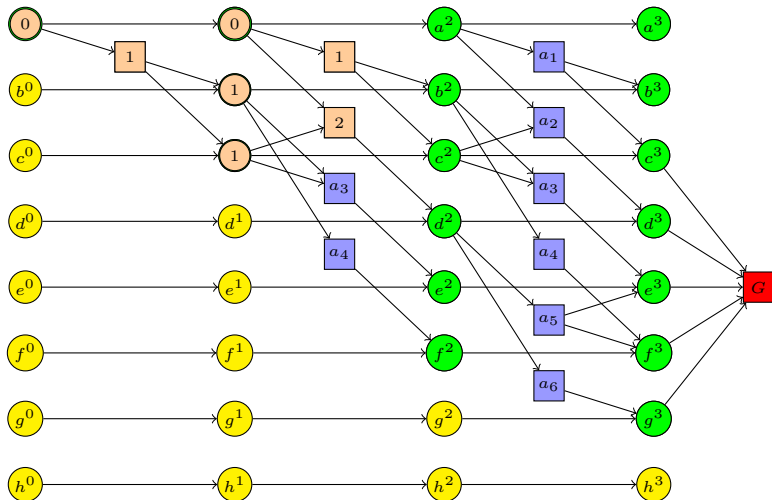 0 0 a² a³
1 1 a₁
b⁰ 1 b² b³
2 a₂
c⁰ 1 c² c³
a₃ a₃
d⁰ d¹ d² d³
a₄ a₄
e⁰ e¹ e² e³ G
a₅
f⁰ f¹ f² f³
a₆
g⁰ g¹ g² g³
h⁰ h¹ h² h³